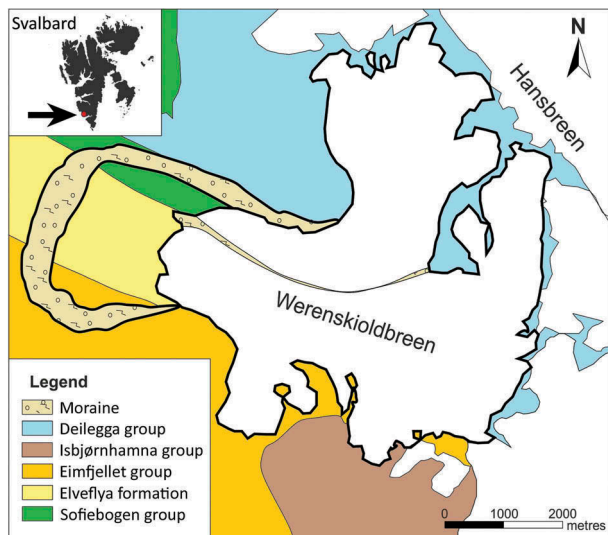 Svalbard
N
Hansbreen
Werenskioldbreen
Legend
Moraine
Deilegga group
Isbjørnhamna group
Eimfjellet group
Elveflya formation
Sofiebogen group
0 1000 2000
metres